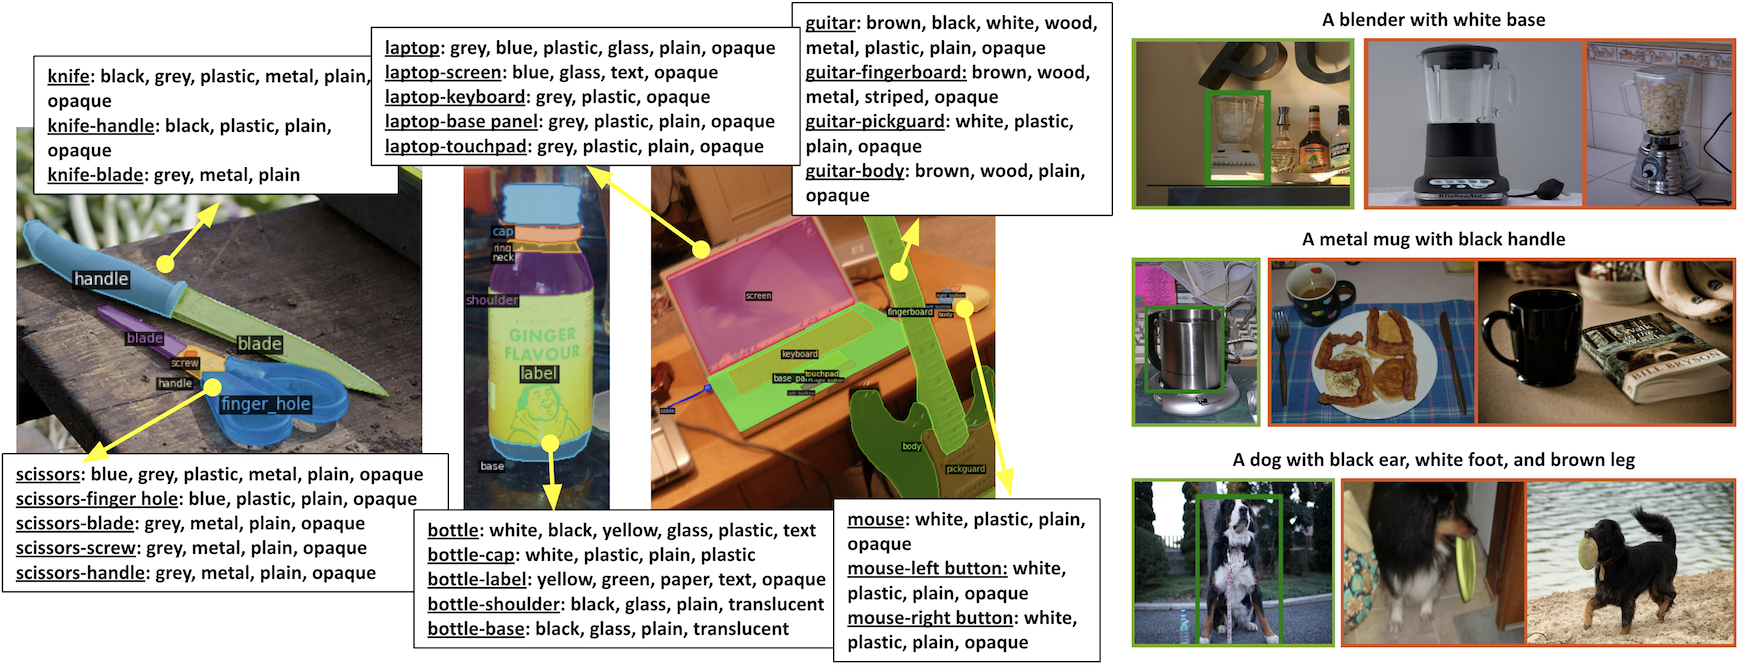 knife: black, grey, plastic, metal, plain,
opaque
knife-handle: black, plastic, plain,
opaque
knife-blade: grey, metal, plain
laptop: grey, blue, plastic, glass, plain, opaque
laptop-screen: blue, glass, text, opaque
laptop-keyboard: grey, plastic, opaque
laptop-base panel: grey, plastic, plain, opaque
laptop-touchpad: grey, plastic, plain, opaque
guitar: brown, black, white, wood,
metal, plastic, plain, opaque
guitar-fingerboard: brown, wood,
metal, striped, opaque
guitar-pickguard: white, plastic,
plain, opaque
guitar-body: brown, wood, plain,
opaque
handle
blade
blade
screw
handle
finger_hole
cap
ring
neck
shoulder
GINGER
FLAVOUR
label
base
screen
keyboard
touchpad
fingerboard
body
body
pickguard
scissors: blue, grey, plastic, metal, plain, opaque
scissors-finger hole: blue, plastic, plain, opaque
scissors-blade: grey, metal, plain, opaque
scissors-screw: grey, metal, plain, opaque
scissors-handle: grey, metal, plain, opaque
bottle: white, black, yellow, glass, plastic, text
bottle-cap: white, plastic, plain, plastic
bottle-label: yellow, green, paper, text, opaque
bottle-shoulder: black, glass, plain, translucent
bottle-base: black, glass, plain, translucent
mouse: white, plastic, plain,
opaque
mouse-left button: white,
plastic, plain, opaque
mouse-right button: white,
plastic, plain, opaque
A blender with white base
KitchenAid
A metal mug with black handle
BILL BRYSON
A dog with black ear, white foot, and brown leg